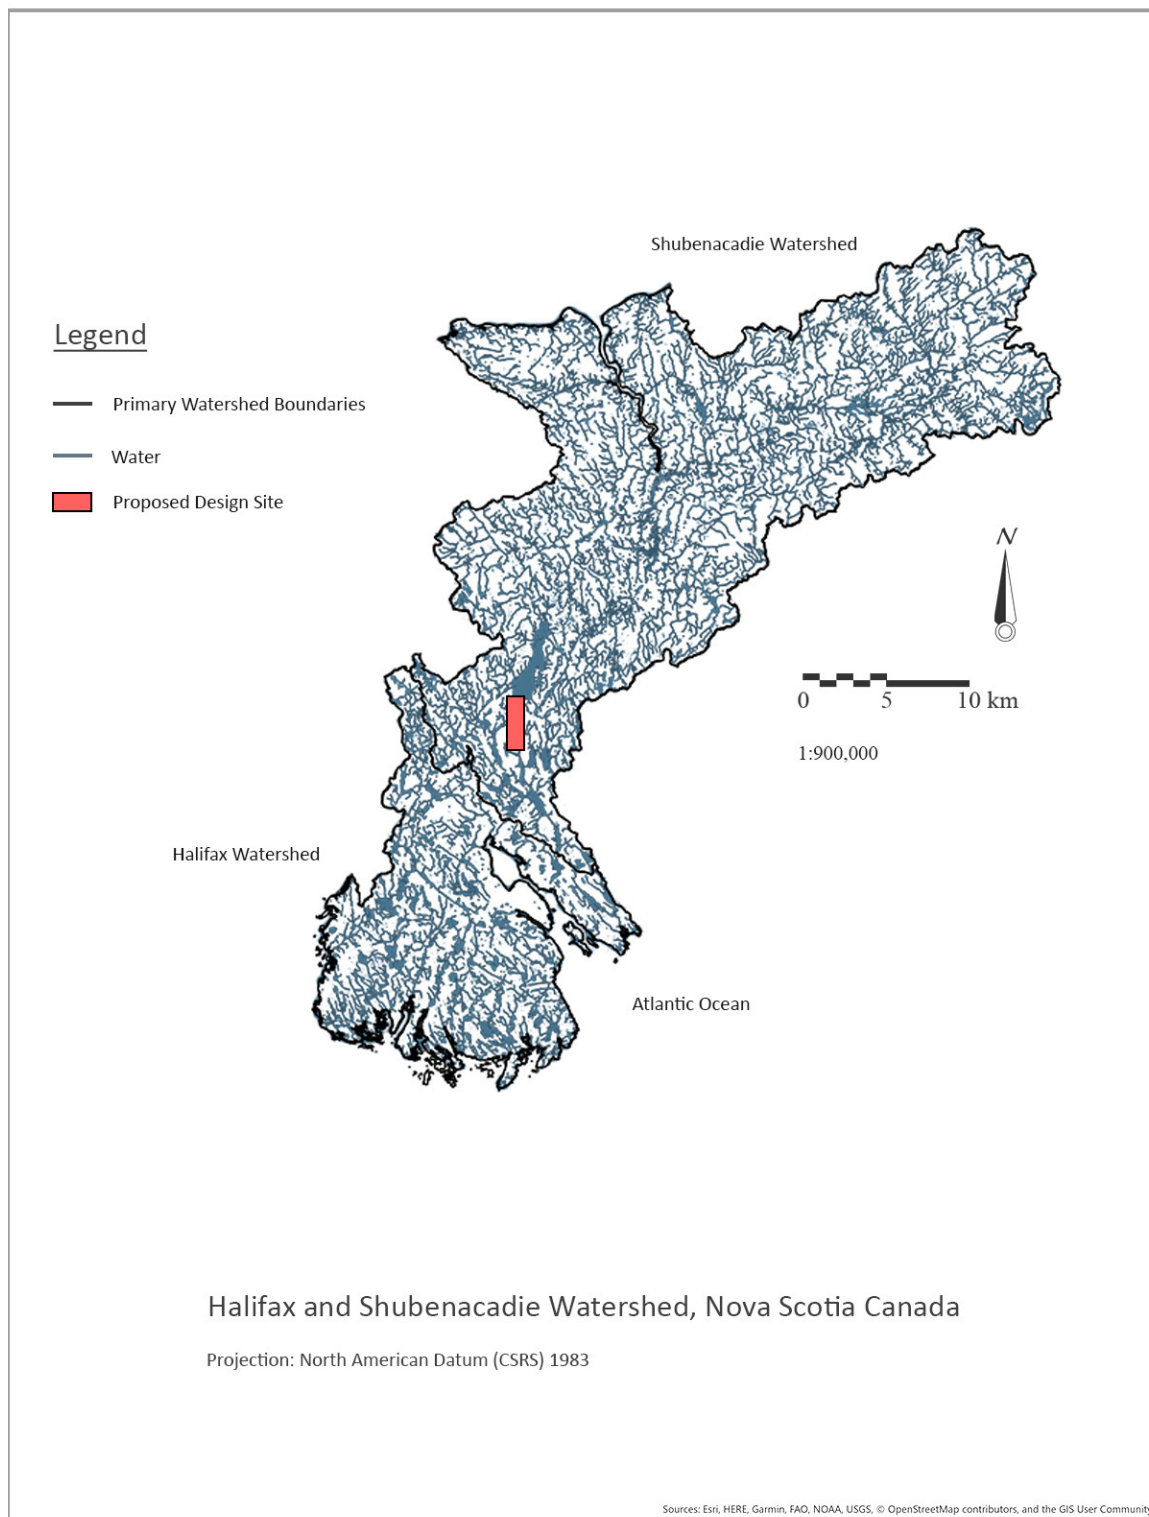 Shubenacadie Watershed
Legend
Primary Watershed Boundaries
Water
Proposed Design Site
N
0 5 10 km
1:900,000
Halifax Watershed
Atlantic Ocean
Halifax and Shubenacadie Watershed, Nova Scotia Canada
Projection: North American Datum (CSRS) 1983
Sources: Esri, HERE, Garmin, FAO, NOAA, USGS, © OpenStreetMap contributors, and the GIS User Community